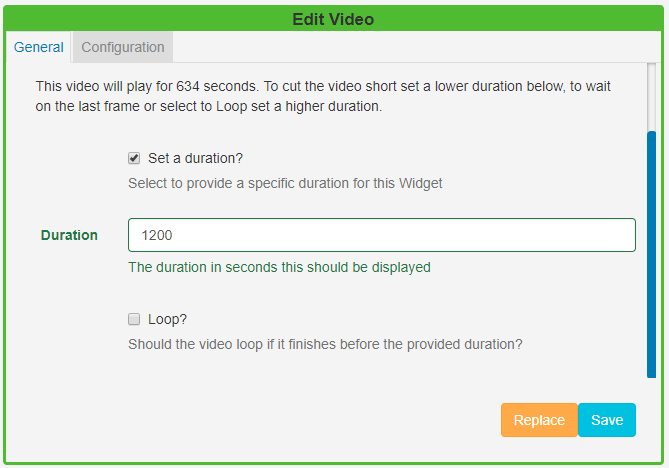 Edit Video
General Configuration
This video will play for 634 seconds. To cut the video short set a lower duration below, to wait
on the last frame or select to Loop set a higher duration.
Set a duration?
Select to provide a specific duration for this Widget
Duration 1200
The duration in seconds this should be displayed
Loop?
Should the video loop if it finishes before the provided duration?
Replace Save